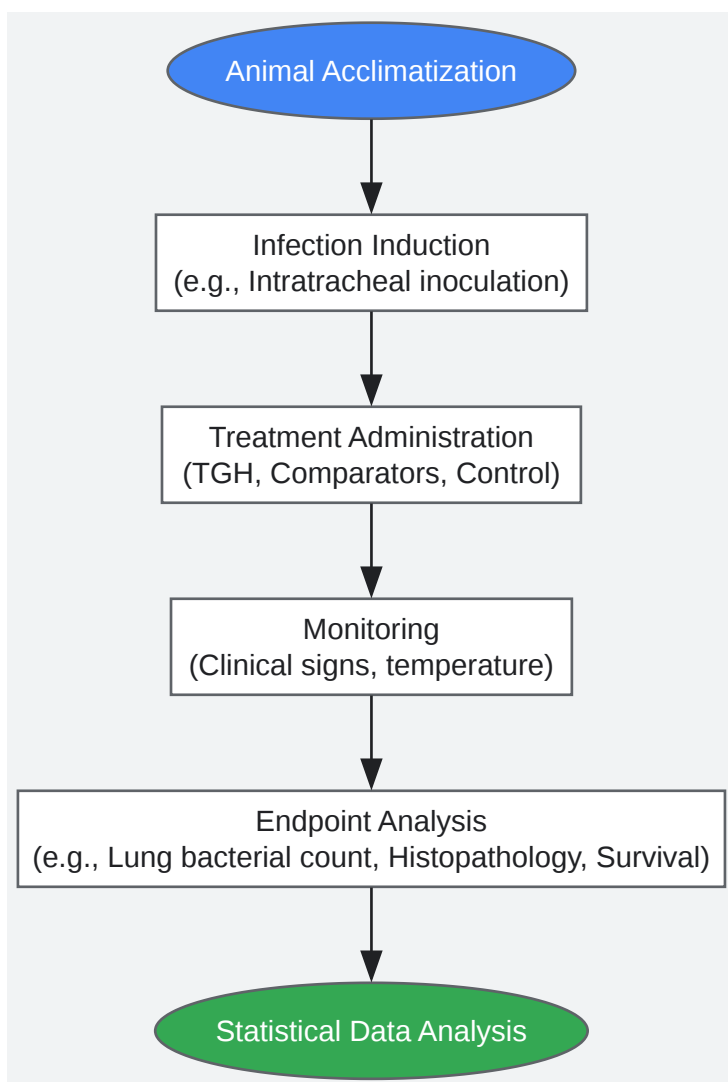 Animal Acclimatization
Infection Induction
(e.g., Intratracheal inoculation)
Treatment Administration
(TGH, Comparators, Control)
Monitoring
(Clinical signs, temperature)
Endpoint Analysis
(e.g., Lung bacterial count, Histopathology, Survival)
Statistical Data Analysis